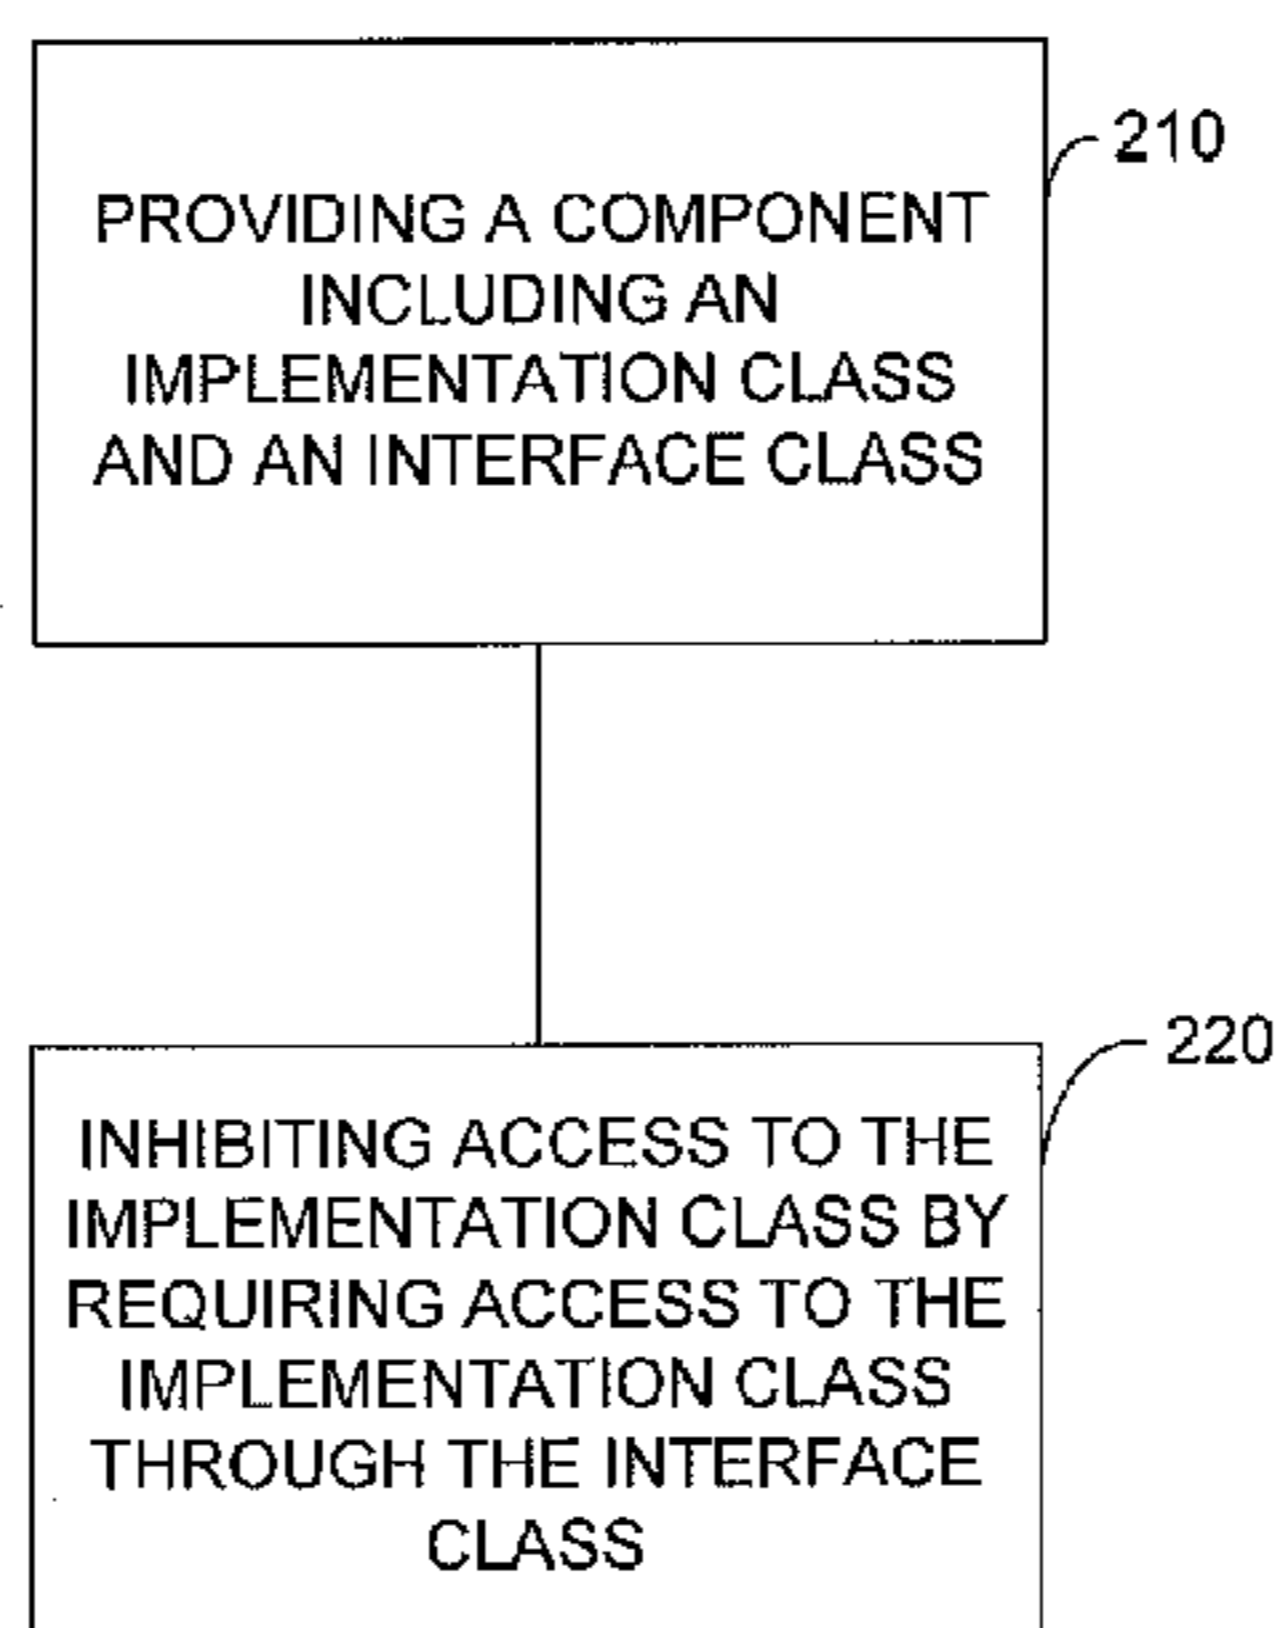 210
PROVIDING A COMPONENT
INCLUDING AN
IMPLEMENTATION CLASS
AND AN INTERFACE CLASS
220
INHIBITING ACCESS TO THE
IMPLEMENTATION CLASS BY
REQUIRING ACCESS TO THE
IMPLEMENTATION CLASS
THROUGH THE INTERFACE
CLASS